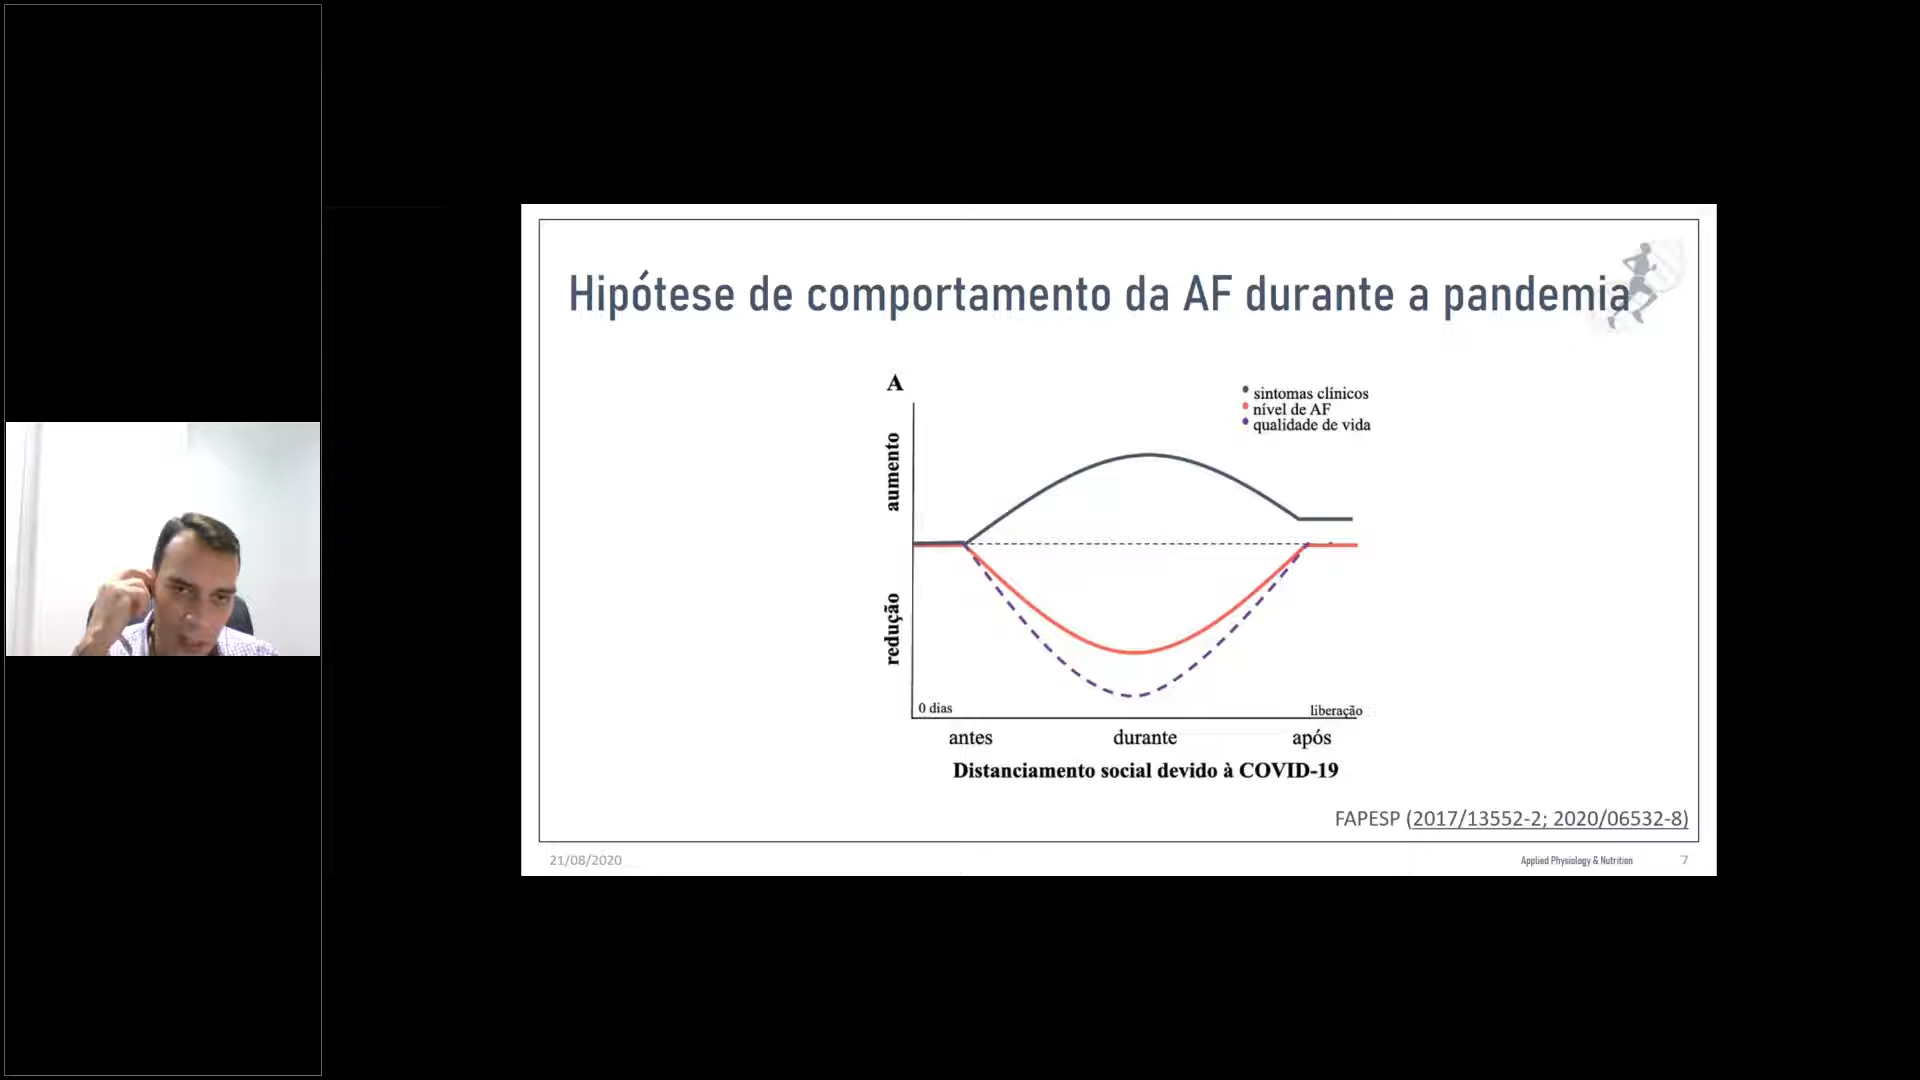 Hipótese de comportamento da AF durante a pandemia
A
sintomas clínicos
nível de AF
qualidade de vida
aumento
redução
0 dias
liberação
antes durante após
Distanciamento social devido à COVID-19
FAPESP (2017/13552-2; 2020/06532-8)
21/08/2020 Applied Physiology & Nutrition 7